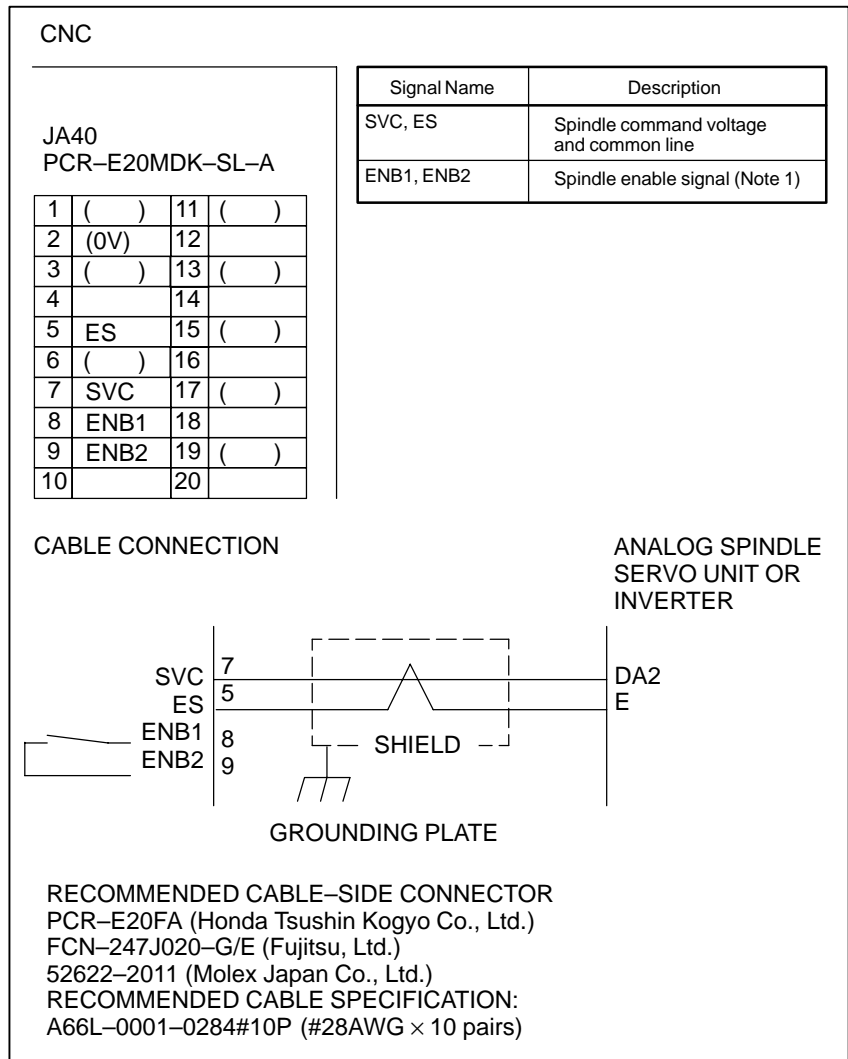 CNC
JA40
PCR–E20MDK–SL–A
1 ( ) 11 ( )
2 (0V) 12
3 ( ) 13 ( )
4 14
5 ES 15 ( )
6 ( ) 16
7 SVC 17 ( )
8 ENB1 18
9 ENB2 19 ( )
10 20
Signal Name Description
SVC, ES Spindle command voltage
and common line
ENB1, ENB2 Spindle enable signal (Note 1)
CABLE CONNECTION
ANALOG SPINDLE
SERVO UNIT OR
INVERTER
SVC 7 DA2
ES 5 E
ENB1 8
ENB2 9
SHIELD
GROUNDING PLATE
RECOMMENDED CABLE–SIDE CONNECTOR
PCR–E20FA (Honda Tsushin Kogyo Co., Ltd.)
FCN–247J020–G/E (Fujitsu, Ltd.)
52622–2011 (Molex Japan Co., Ltd.)
RECOMMENDED CABLE SPECIFICATION:
A66L–0001–0284#10P (#28AWG × 10 pairs)